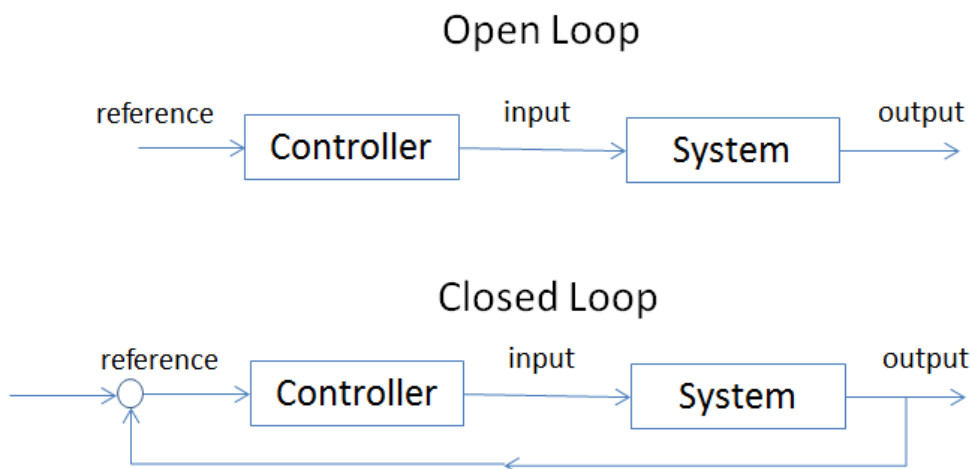 Open Loop
reference
input
output
Controller
System
Closed Loop
reference
input
output
Controller
System